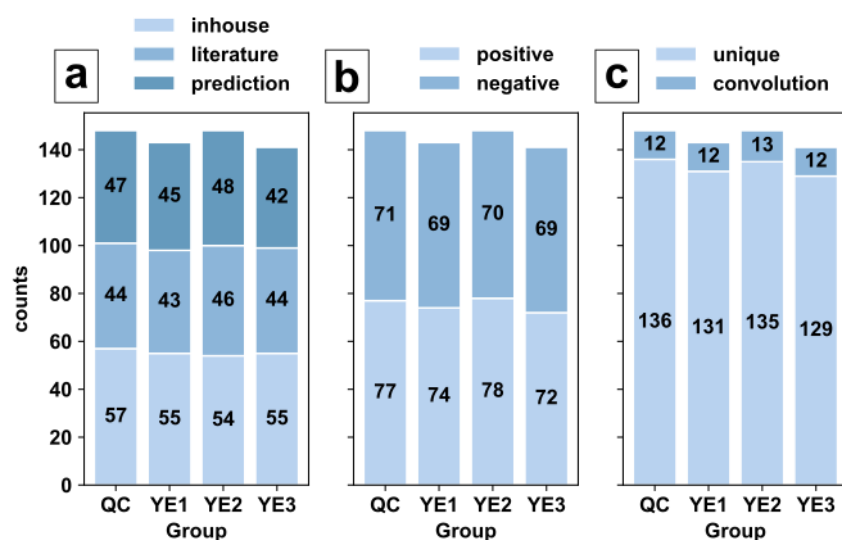 a
inhouse
literature
prediction
b
positive
negative
c
unique
convolution
counts
140
120
100
80
60
40
20
0
47 45 48 42
44 43 46 44
57 55 54 55
QC YE1 YE2 YE3
Group
71 69 70 69
77 74 78 72
QC YE1 YE2 YE3
Group
12 12 13 12
136 131 135 129
QC YE1 YE2 YE3
Group